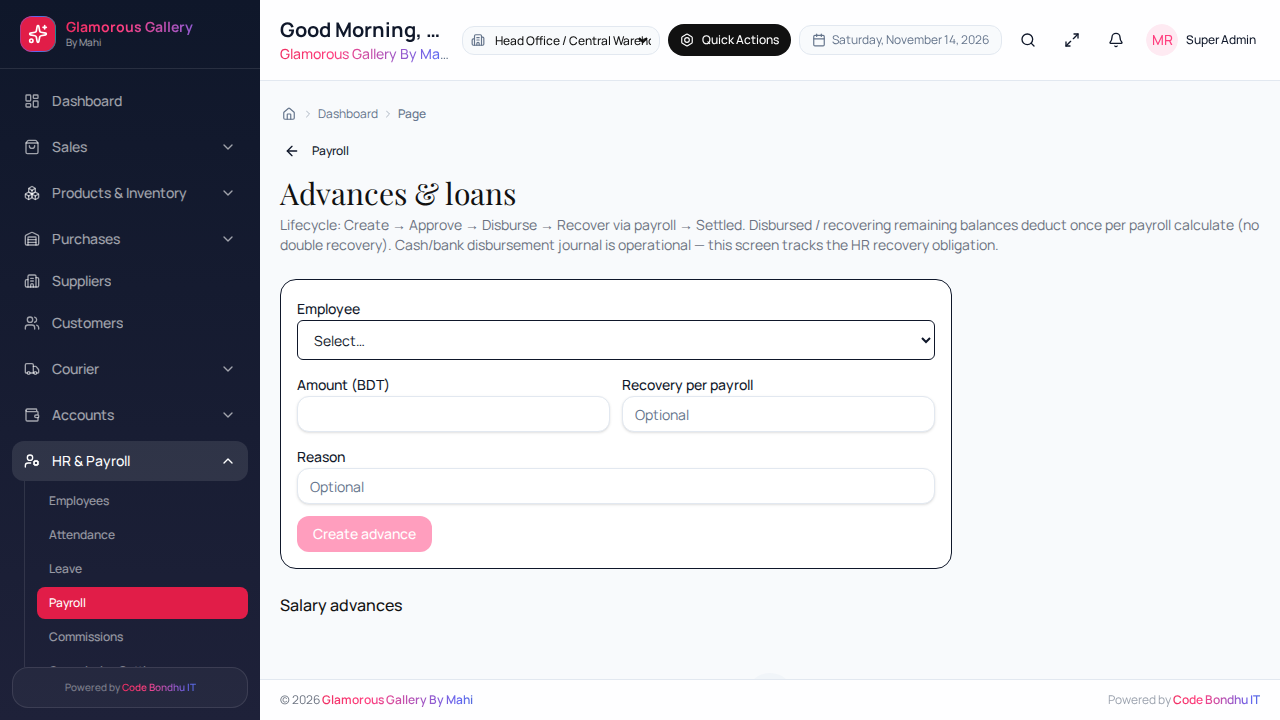 Glamorous Gallery
By Mahi
Dashboard
Sales
Products & Inventory
Purchases
Suppliers
Customers
Courier
Accounts
HR & Payroll
Employees
Attendance
Leave
Payroll
Commissions
Powered by Code Bondhu IT
Good Morning, ...
Glamorous Gallery By Ma...
Head Office / Central
Quick Actions
Saturday, November 14, 2026
MR
Super Admin
Dashboard
Page
Payroll
Advances & loans
Lifecycle: Create → Approve → Disburse → Recover via payroll → Settled. Disbursed / recovering remaining balances deduct once per payroll calculate (no
double recovery). Cash/bank disbursement journal is operational — this screen tracks the HR recovery obligation.
Employee
Select...
Amount (BDT)
Recovery per payroll
Optional
Reason
Optional
Create advance
Salary advances
© 2026 Glamorous Gallery By Mahi
Powered by Code Bondhu IT